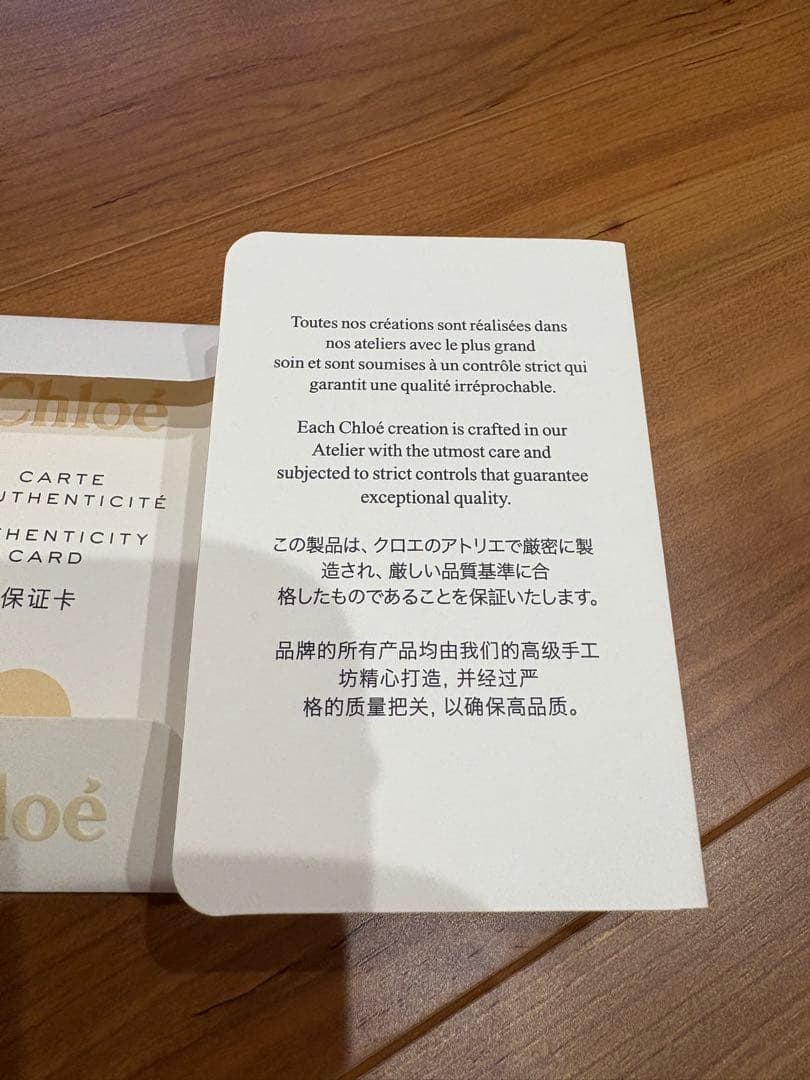 Chloé
CARTE
UTHENTICITÉ
HENTICITY
CARD
保证卡
loé
Toutes nos créations sont réalisées dans
nos ateliers avec le plus grand
soin et sont soumises à un contrôle strict qui
garantit une qualité irréprochable.
Each Chloé creation is crafted in our
Atelier with the utmost care and
subjected to strict controls that guarantee
exceptional quality.
この製品は、クロエのアトリエで厳密に製
造され、厳しい品質基準に合
格したものであることを保証いたします。
品牌的所有产品均由我们的高级手工
坊精心打造, 并经过严
格的质量把关, 以确保高品质。